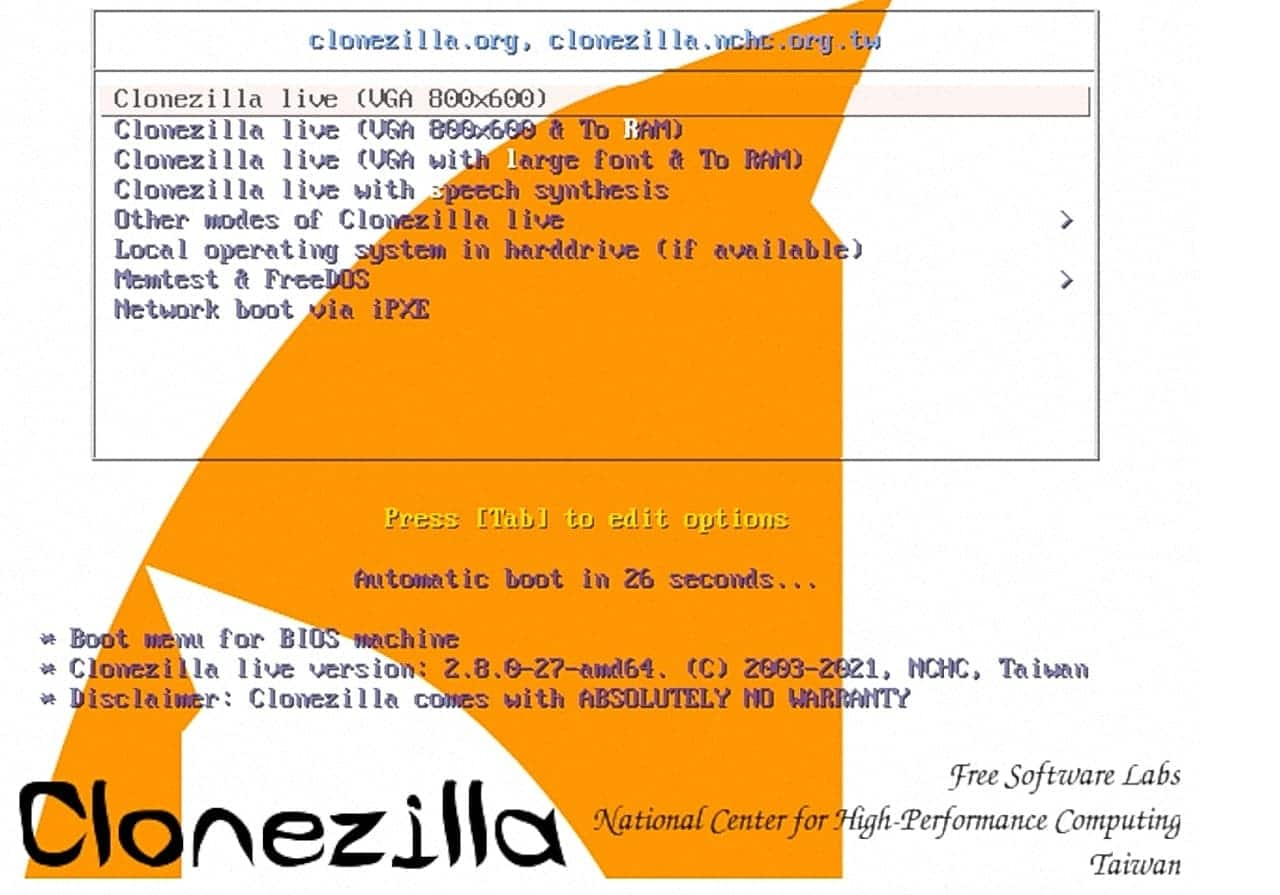 clonezilla.org, clonezilla.nchc.org.tw
Clonezilla live (VGA 800x600)
Clonezilla live (VGA 800x600 & To RAM)
Clonezilla live (VGA with large font & To RAM)
Clonezilla live with speech synthesis
Other modes of Clonezilla live >
Local operating system in harddrive (if available)
Memtest & FreeDOS >
Network boot via iPXE
Press [Tab] to edit options
Automatic boot in 26 seconds...
* Boot menu for BIOS machine
* Clonezilla live version: 2.8.0-27-amd64. (C) 2003-2021, NCHC, Taiwan
* Disclaimer: Clonezilla comes with ABSOLUTELY NO WARRANTY
Free Software Labs
Clonezilla National Center for High-Performance Computing
Taiwan